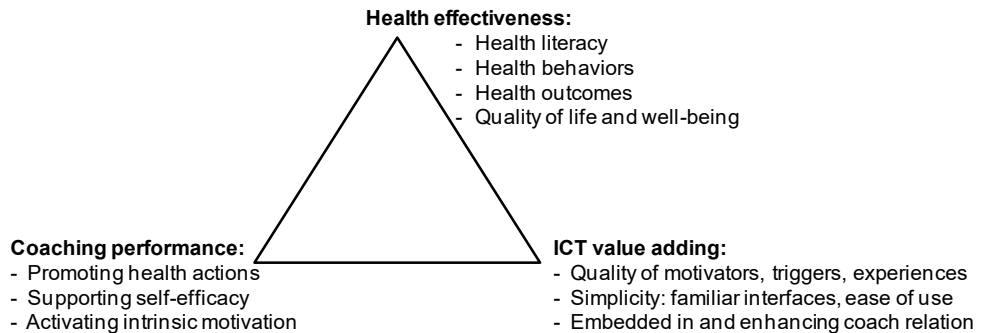 Health effectiveness:
- Health literacy
- Health behaviors
- Health outcomes
- Quality of life and well-being
Coaching performance:
- Promoting health actions
- Supporting self-efficacy
- Activating intrinsic motivation
ICT value adding:
- Quality of motivators, triggers, experiences
- Simplicity: familiar interfaces, ease of use
- Embedded in and enhancing coach relation